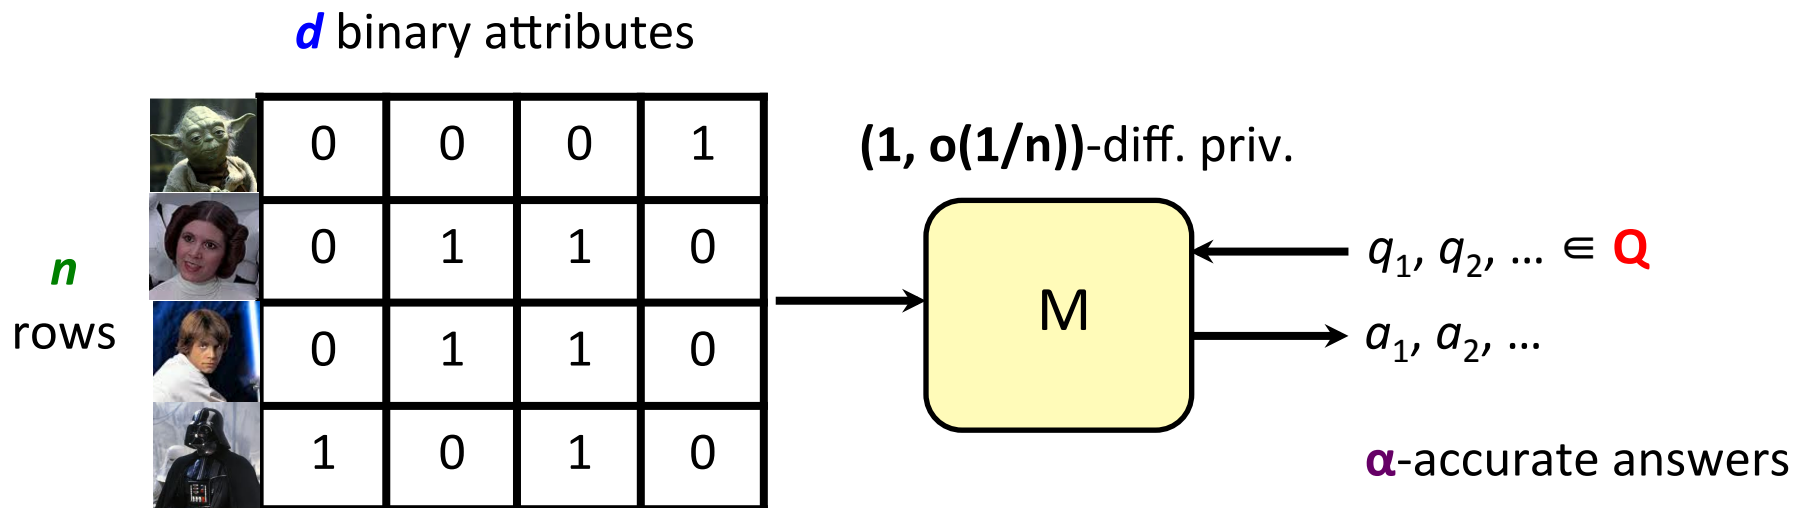 d binary attributes
n
rows
0 0 0 1
0 1 1 0
0 1 1 0
1 0 1 0
(1, o(1/n))-diff. priv.
M
q₁, q₂, ... ∈ Q
a₁, a₂, ...
α-accurate answers